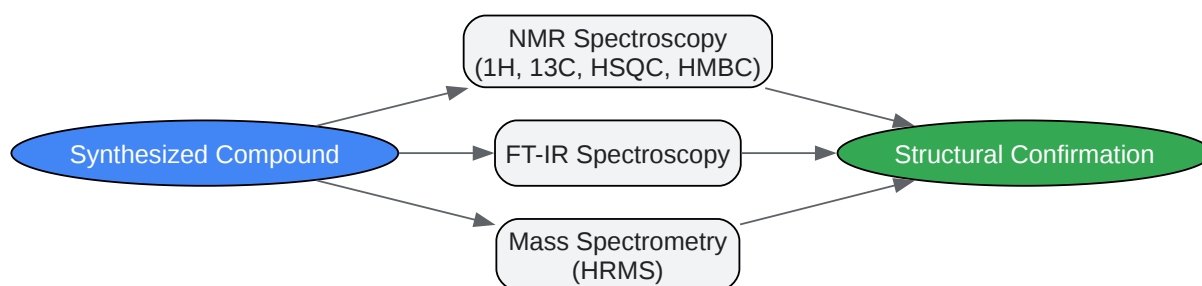 NMR Spectroscopy
(1H, 13C, HSQC, HMBC)
Synthesized Compound
FT-IR Spectroscopy
Structural Confirmation
Mass Spectrometry
(HRMS)